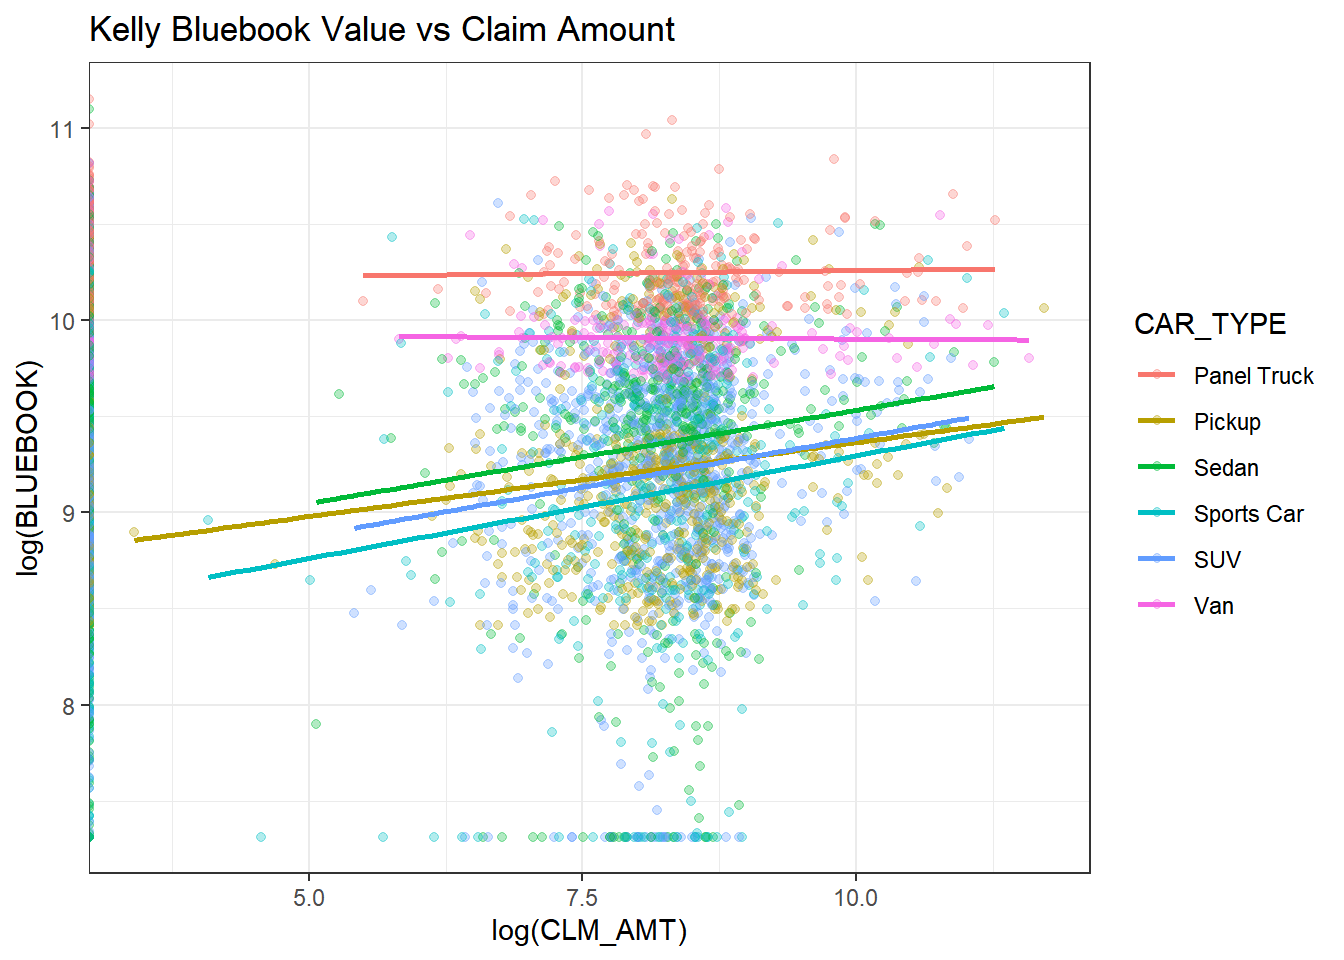 Kelly Bluebook Value vs Claim Amount
11
10
9
8
log(BLUEBOOK)
5.0
7.5
10.0
log(CLM_AMT)
CAR_TYPE
Panel Truck
Pickup
Sedan
Sports Car
SUV
Van